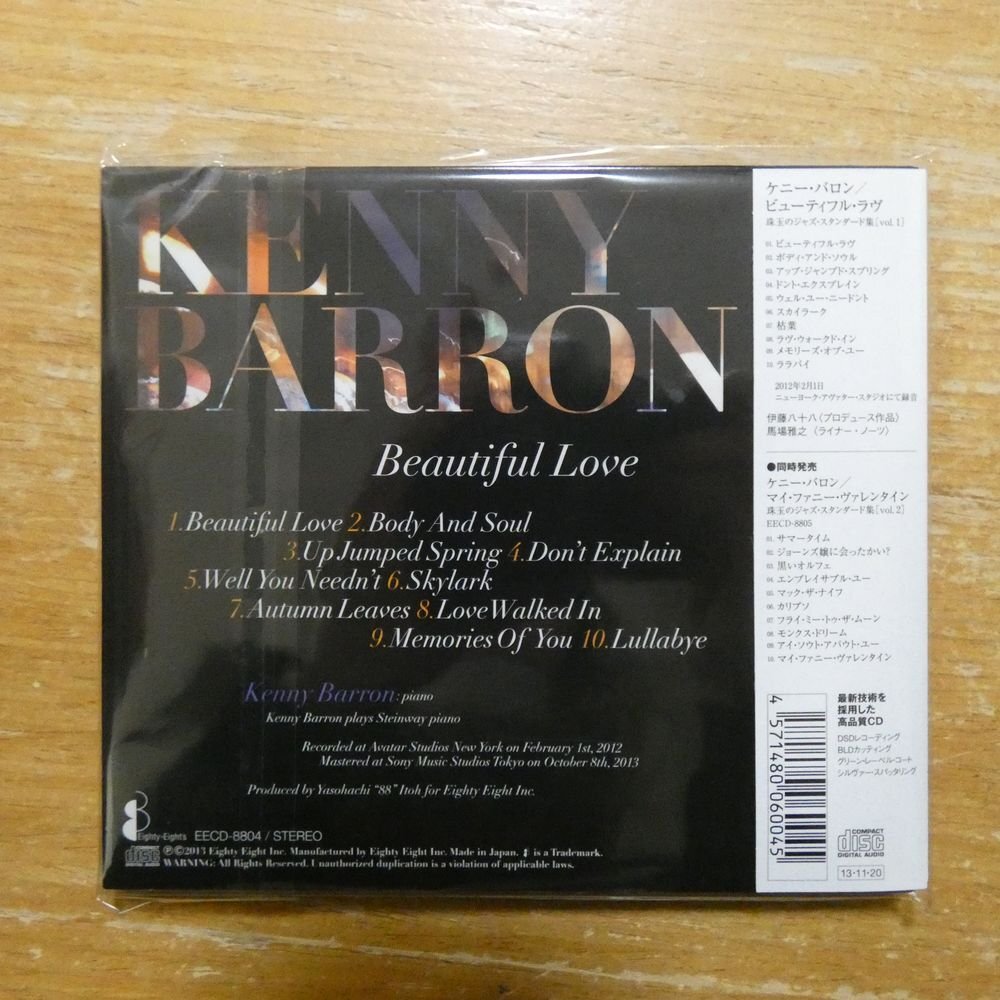 KENNY
BARRON
Beautiful Love
1.Beautiful Love 2.Body And Soul
3.Up Jumped Spring 4.Don't Explain
5.Well You Needn't 6.Skylark
7.Autumn Leaves 8.Love Walked In
9.Memories Of You 10.Lullabye
Kenny Barron: piano
Kenny Barron plays Steinway piano
Recorded at Avatar Studios New York on February 1st, 2012
Mastered at Sony Music Studios Tokyo on October 8th, 2013
Produced by Yasohachi "88" Itoh for Eighty Eight Inc.
Eighty-Eight's EECD-8804 / STEREO
disc ℗©2013 Eighty Eight Inc. Manufactured by Eighty Eight Inc. Made in Japan. is a Trademark.
WARNING: All Rights Reserved. Unauthorized duplication is a violation of applicable laws.
ケニー・バロン／
ビューティフル・ラヴ
珠玉のジャズ・スタンダード集[vol.1]
01.ビューティフル・ラヴ
02.ボディ・アンド・ソウル
03.アップ・ジャンプド・スプリング
04.ドント・エクスプレイン
05.ウェル・ユー・ニードント
06.スカイラーク
07.枯葉
08.ラヴ・ウォークド・イン
09.メモリーズ・オブ・ユー
10.ララバイ
2012年2月1日
ニューヨーク・アヴァター・スタジオにて録音
伊藤八十八（プロデュース作品）
馬場雅之（ライナー・ノーツ）
●同時発売
ケニー・バロン／
マイ・ファニー・ヴァレンタイン
珠玉のジャズ・スタンダード集[vol.2]
EECD-8805
01.サマータイム
02.ジョーンズ嬢に会ったかい?
03.黒いオルフェ
04.エンブレイサブル・ユー
05.マック・ザ・ナイフ
06.カリプソ
07.フライ・ミー・トゥ・ザ・ムーン
08.モンクス・ドリーム
09.アイ・ソウト・アバウト・ユー
10.マイ・ファニー・ヴァレンタイン
4 571480 060045
最新技術を
採用した
高品質CD
DSDレコーディング
BLDカッティング
グリーン・レーベル・コート
シルヴァー・スパッタリング
COMPACT
disc
DIGITAL AUDIO
13・11・20